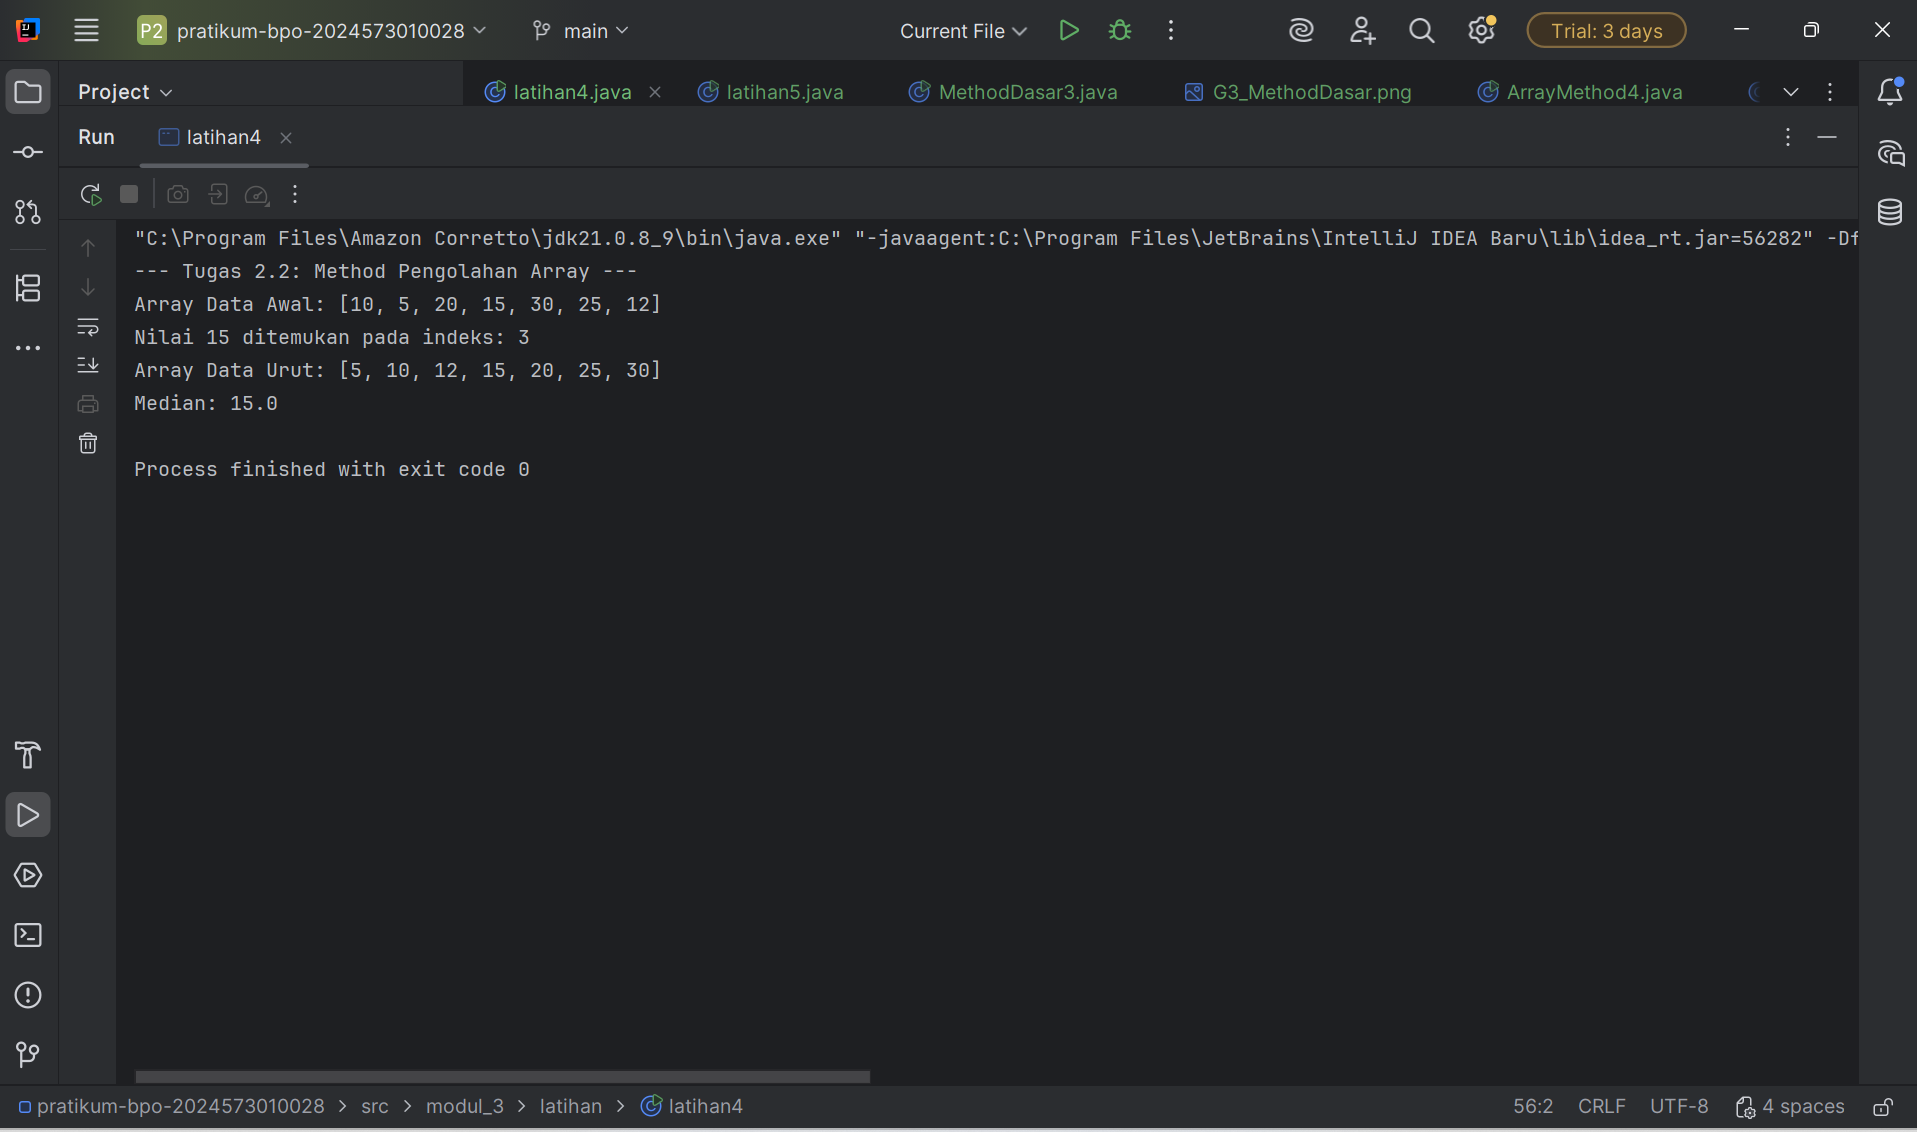 P2 pratikum-bpo-2024573010028 main Current File Trial: 3 days
Project latihan4.java latihan5.java MethodDasar3.java G3_MethodDasar.png ArrayMethod4.java
Run latihan4
"C:\Program Files\Amazon Corretto\jdk21.0.8_9\bin\java.exe" "-javaagent:C:\Program Files\JetBrains\IntelliJ IDEA Baru\lib\idea_rt.jar=56282" -Df
--- Tugas 2.2: Method Pengolahan Array ---
Array Data Awal: [10, 5, 20, 15, 30, 25, 12]
Nilai 15 ditemukan pada indeks: 3
Array Data Urut: [5, 10, 12, 15, 20, 25, 30]
Median: 15.0
Process finished with exit code 0
pratikum-bpo-2024573010028 > src > modul_3 > latihan > latihan4 56:2 CRLF UTF-8 4 spaces